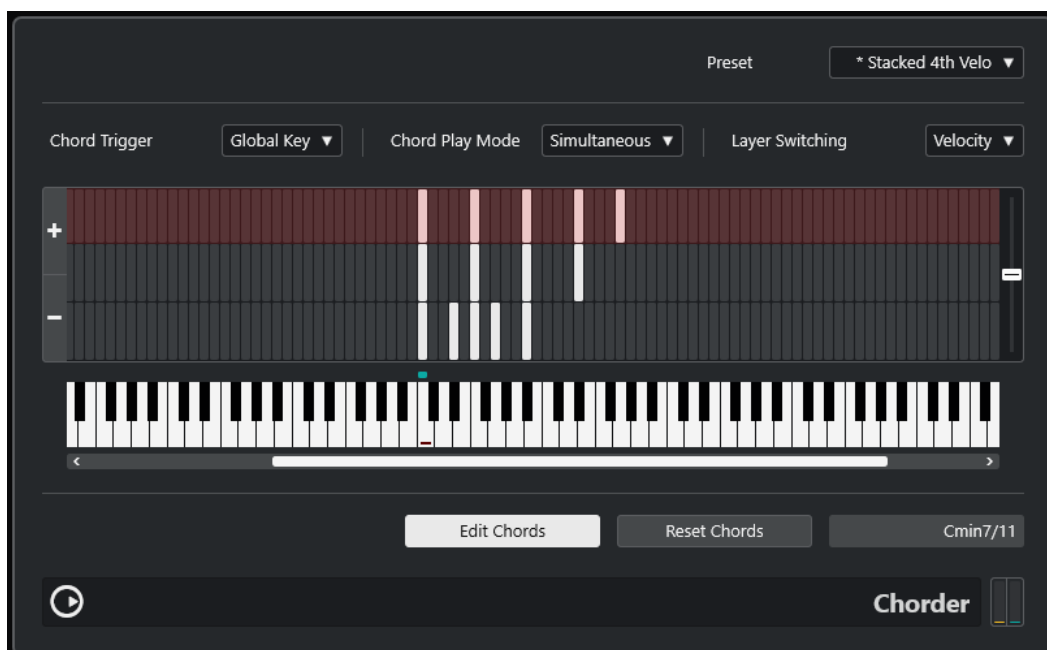 Preset * Stacked 4th Velo ▼
Chord Trigger Global Key ▼ Chord Play Mode Simultaneous ▼ Layer Switching Velocity ▼
+
−
Edit Chords Reset Chords Cmin7/11
Chorder